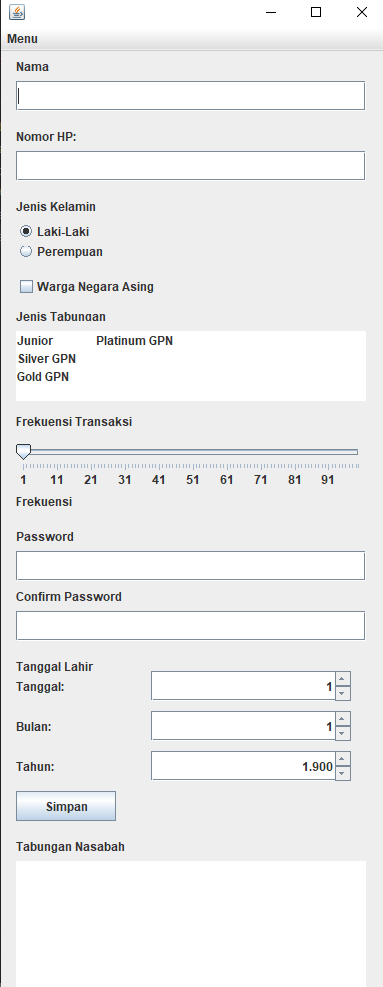 Menu
Nama
Nomor HP:
Jenis Kelamin
Laki-Laki
Perempuan
Warga Negara Asing
Jenis Tabungan
Junior Platinum GPN
Silver GPN
Gold GPN
Frekuensi Transaksi
1 11 21 31 41 51 61 71 81 91
Frekuensi
Password
Confirm Password
Tanggal Lahir
Tanggal: 1
Bulan: 1
Tahun: 1.900
Simpan
Tabungan Nasabah